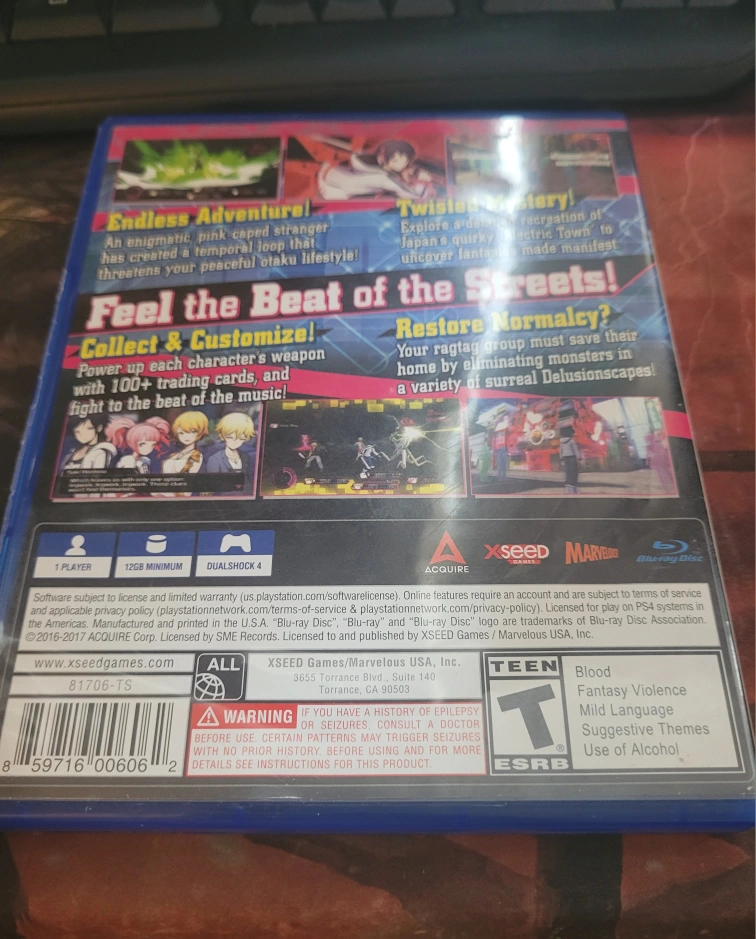 Endless Adventure!
An enigmatic, pink-caped stranger
has created a temporal loop that
threatens your peaceful otaku lifestyle!
Twisted Mystery!
Explore a recreation of
Japan's quirky "Electric Town" to
uncover fantasies made manifest
Feel the Beat of the Streets!
Collect & Customize!
Power up each character's weapon
with 100+ trading cards, and
fight to the beat of the music!
Restore Normalcy?
Your ragtag group must save their
home by eliminating monsters in
a variety of surreal Delusionscapes!
1 PLAYER
12GB MINIMUM
DUALSHOCK 4
ACQUIRE
XSEED
GAMES
MARVELOUS!
Blu-ray Disc
Software subject to license and limited warranty (us.playstation.com/softwarelicense). Online features require an account and are subject to terms of service
and applicable privacy policy (playstationnetwork.com/terms-of-service & playstationnetwork.com/privacy-policy). Licensed for play on PS4 systems in
the Americas. Manufactured and printed in the U.S.A. "Blu-ray Disc", "Blu-ray" and "Blu-ray Disc" logo are trademarks of Blu-ray Disc Association.
©2016-2017 ACQUIRE Corp. Licensed by SME Records. Licensed to and published by XSEED Games / Marvelous USA, Inc.
www.xseedgames.com
81706-TS
8 59716 00606 2
ALL
XSEED Games/Marvelous USA, Inc.
3655 Torrance Blvd., Suite 140
Torrance, CA 90503
WARNING IF YOU HAVE A HISTORY OF EPILEPSY
OR SEIZURES, CONSULT A DOCTOR
BEFORE USE. CERTAIN PATTERNS MAY TRIGGER SEIZURES
WITH NO PRIOR HISTORY. BEFORE USING AND FOR MORE
DETAILS SEE INSTRUCTIONS FOR THIS PRODUCT.
TEEN
T
®
ESRB
Blood
Fantasy Violence
Mild Language
Suggestive Themes
Use of Alcohol